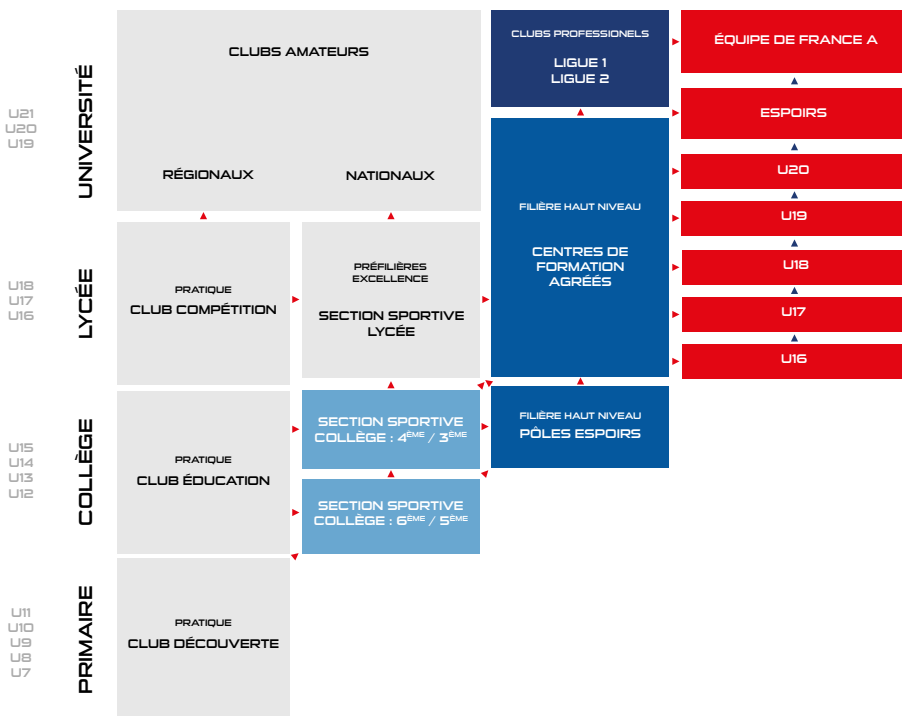 UNIVERSITÉ
U21
U20
U19
CLUBS AMATEURS
RÉGIONAUX
NATIONAUX
CLUBS PROFESSIONELS
LIGUE 1
LIGUE 2
ÉQUIPE DE FRANCE A
ESPOIRS
U20
U19
U18
U17
U16
FILIÈRE HAUT NIVEAU
CENTRES DE
FORMATION
AGRÉÉS
LYCÉE
U18
U17
U16
PRATIQUE
CLUB COMPÉTITION
PRÉFILIÈRES
EXCELLENCE
SECTION SPORTIVE
LYCÉE
COLLÈGE
U15
U14
U13
U12
PRATIQUE
CLUB ÉDUCATION
SECTION SPORTIVE
COLLÈGE : 4ÈME / 3ÈME
FILIÈRE HAUT NIVEAU
PÔLES ESPOIRS
SECTION SPORTIVE
COLLÈGE : 6ÈME / 5ÈME
PRIMAIRE
U11
U10
U9
U8
U7
PRATIQUE
CLUB DÉCOUVERTE